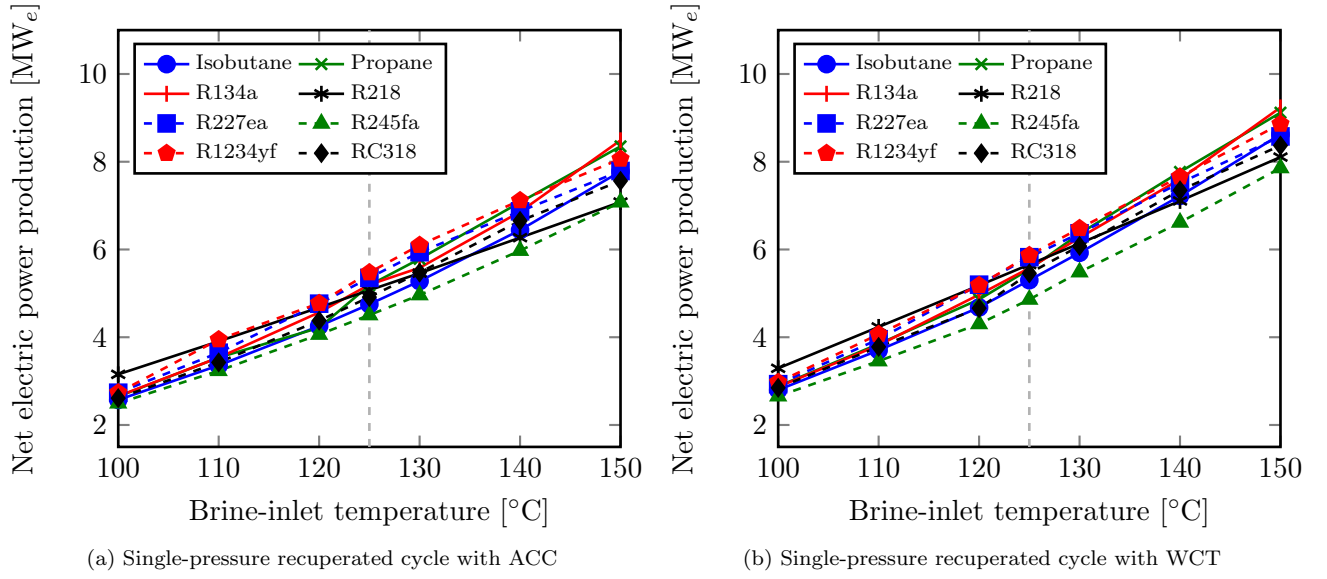 Net electric power production [MWe]
10
8
6
4
2
Isobutane Propane
R134a R218
R227ea R245fa
R1234yf RC318
100 110 120 130 140 150
Brine-inlet temperature [°C]
(a) Single-pressure recuperated cycle with ACC
Net electric power production [MWe]
10
8
6
4
2
Isobutane Propane
R134a R218
R227ea R245fa
R1234yf RC318
100 110 120 130 140 150
Brine-inlet temperature [°C]
(b) Single-pressure recuperated cycle with WCT